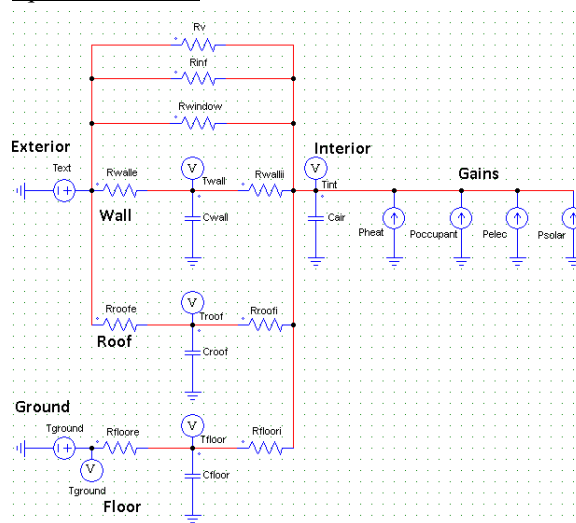 Rv
Rinf
Rwindow
Exterior
Interior
Text
Rwalle
V
Twall
Rwallii
V
Tint
Gains
Wall
Cwall
Cair
Pheat
Poccupant
Pelec
Psolar
V
Rroofe
Troof
Rroofi
Roof
Croof
Ground
V
Tground
Rfloore
Tfloor
Rfloori
V
Tground
Cfloor
Floor